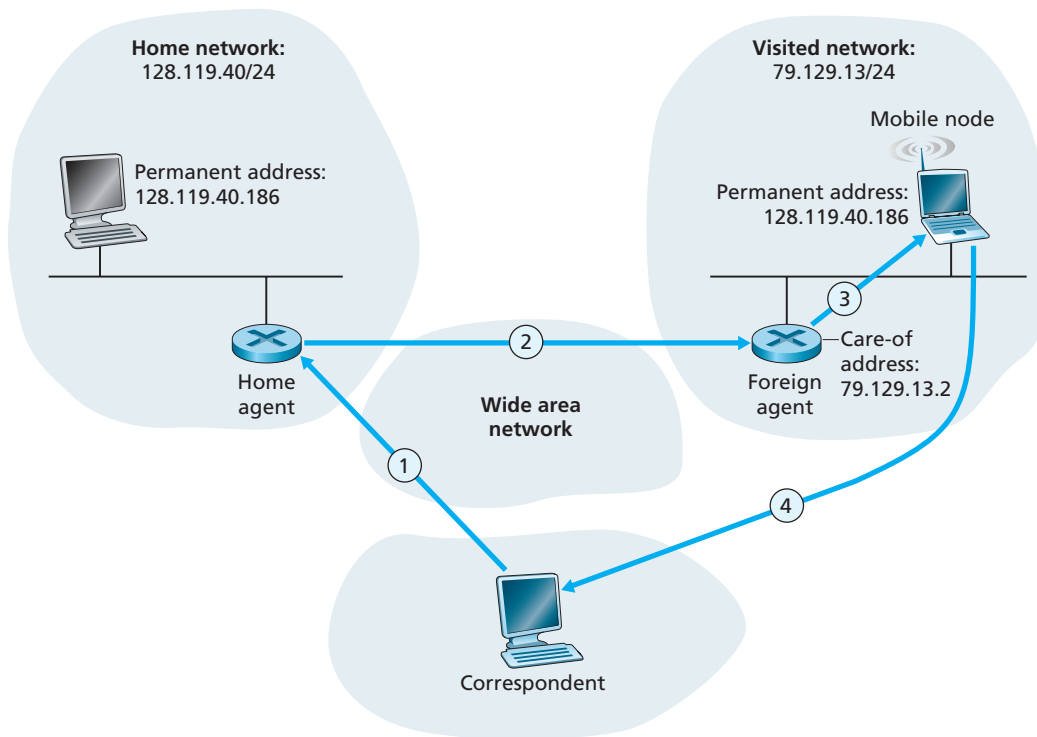 Home network:
128.119.40/24
Visited network:
79.129.13/24
Mobile node
Permanent address:
128.119.40.186
Permanent address:
128.119.40.186
3
2
Care-of
address:
79.129.13.2
Home
agent
Foreign
agent
Wide area
network
1
4
Correspondent